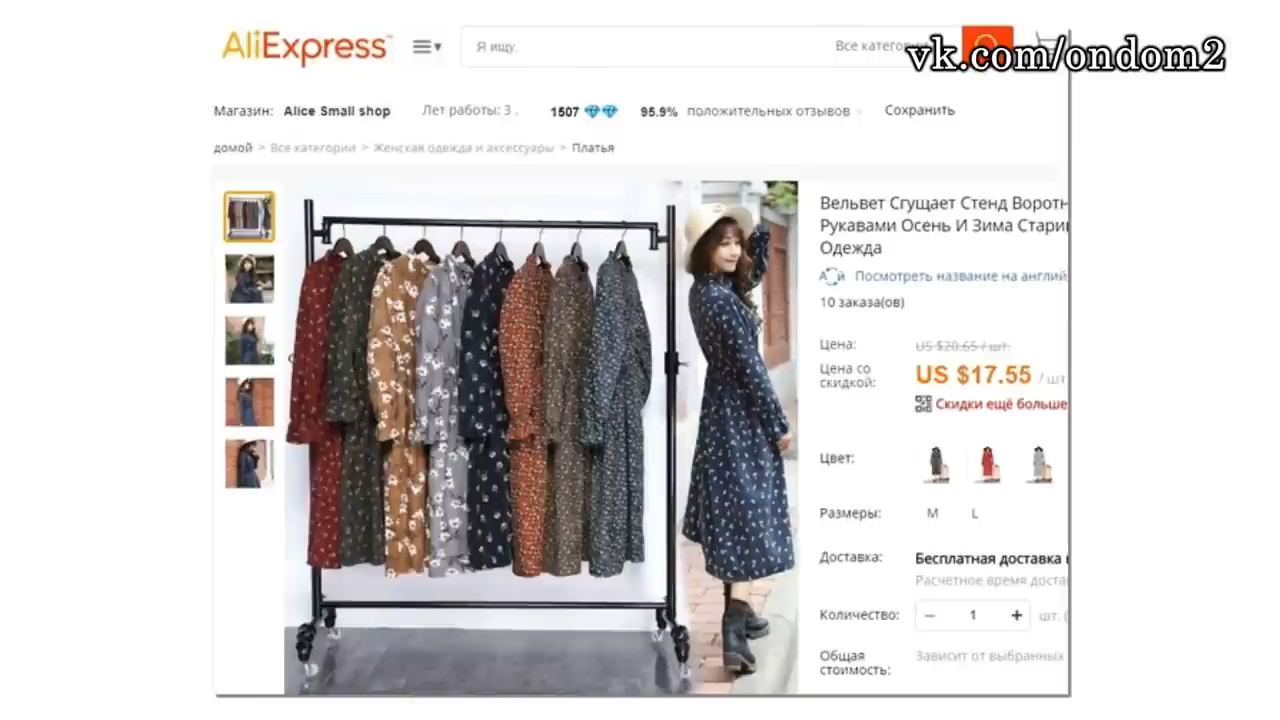 AliExpress™
Я ищу.
Все категории
vk.com/ondom2
Магазин: Alice Small shop Лет работы: 3 . 1507 95.9% положительных отзывов Сохранить
домой > Все категории > Женская одежда и аксессуары > Платья
Вельвет Сгущает Стенд Воротн
Рукавами Осень И Зима Стари
Одежда
Посмотреть название на англий
10 заказа(ов)
Цена: US $20.65 / шт.
Цена со скидкой: US $17.55 / шт
Скидки ещё больше
Цвет:
Размеры: M L
Доставка: Бесплатная доставка
Расчетное время доста
Количество: − 1 + шт. (
Общая стоимость: Зависит от выбранных